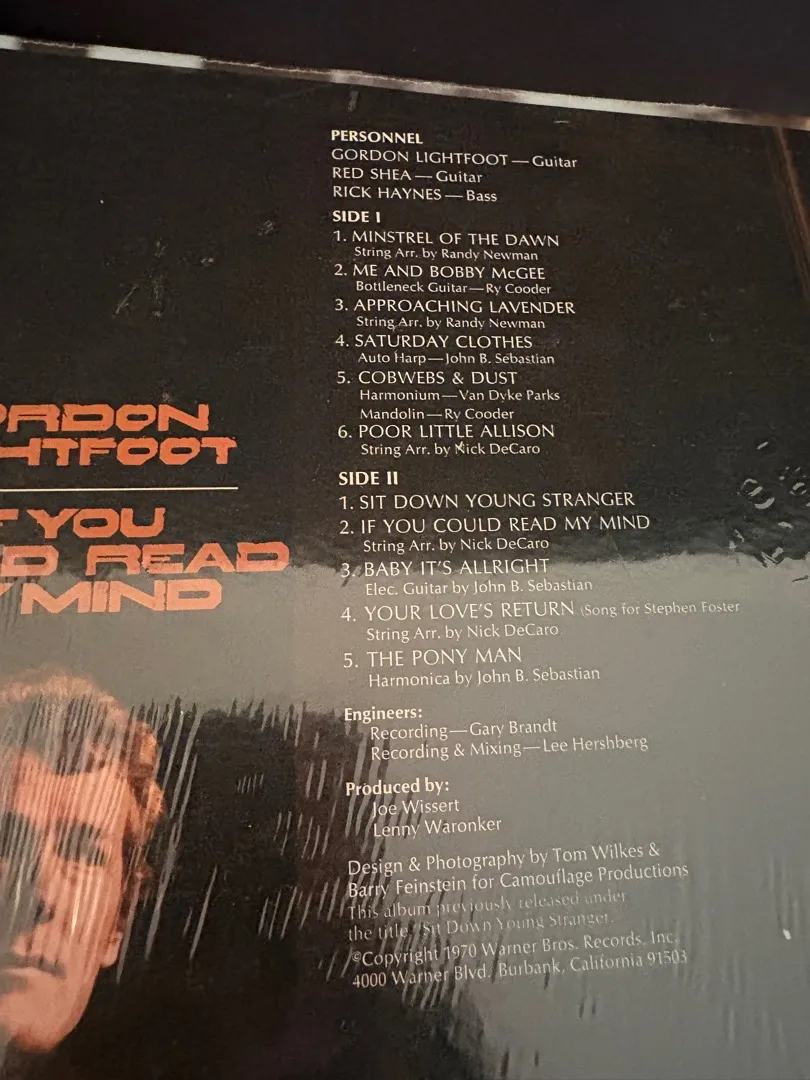 PERSONNEL
GORDON LIGHTFOOT — Guitar
RED SHEA — Guitar
RICK HAYNES — Bass
SIDE I
1. MINSTREL OF THE DAWN
String Arr. by Randy Newman
2. ME AND BOBBY McGEE
Bottleneck Guitar — Ry Cooder
3. APPROACHING LAVENDER
String Arr. by Randy Newman
4. SATURDAY CLOTHES
Auto Harp — John B. Sebastian
5. COBWEBS & DUST
Harmonium — Van Dyke Parks
Mandolin — Ry Cooder
6. POOR LITTLE ALLISON
String Arr. by Nick DeCaro
SIDE II
1. SIT DOWN YOUNG STRANGER
2. IF YOU COULD READ MY MIND
String Arr. by Nick DeCaro
3. BABY IT'S ALLRIGHT
Elec. Guitar by John B. Sebastian
4. YOUR LOVE'S RETURN (Song for Stephen Foster
String Arr. by Nick DeCaro
5. THE PONY MAN
Harmonica by John B. Sebastian
Engineers:
Recording — Gary Brandt
Recording & Mixing — Lee Hershberg
Produced by:
Joe Wissert
Lenny Waronker
Design & Photography by Tom Wilkes &
Barry Feinstein for Camouflage Productions
This album previously released under
the title, "Sit Down Young Stranger.
©Copyright 1970 Warner Bros. Records, Inc.
4000 Warner Blvd. Burbank, California 91503
RDON
HTFOOT
F YOU
D READ
Y MIND